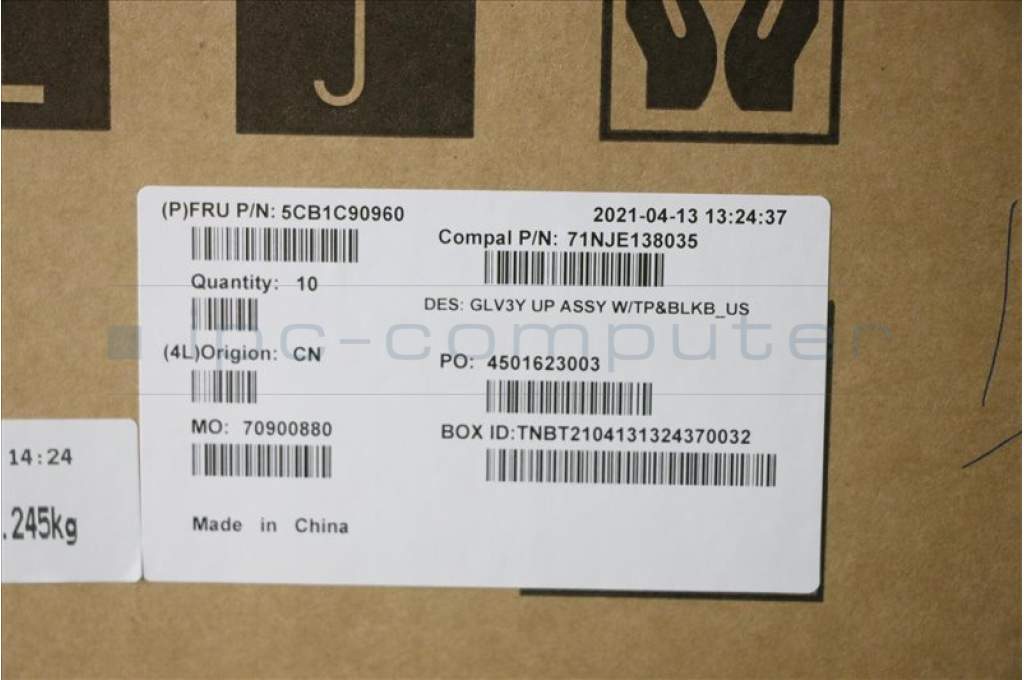 (P)FRU P/N: 5CB1C90960
2021-04-13 13:24:37
Compal P/N: 71NJE138035
Quantity: 10
DES: GLV3Y UP ASSY W/TP&BLKB_US
ipc-computer
(4L)Origion: CN
PO: 4501623003
MO: 70900880
BOX ID:TNBT2104131324370032
Made in China
14:24
.245kg